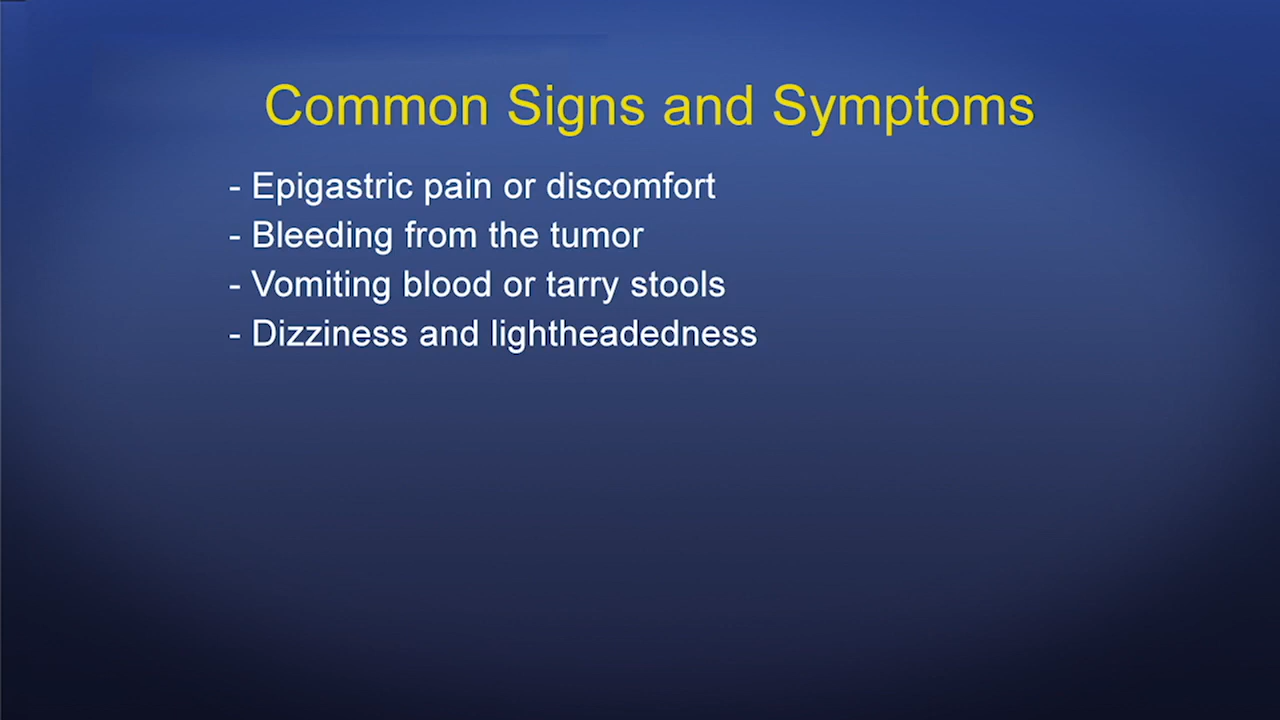 Common Signs and Symptoms
- Epigastric pain or discomfort
- Bleeding from the tumor
- Vomiting blood or tarry stools
- Dizziness and lightheadedness